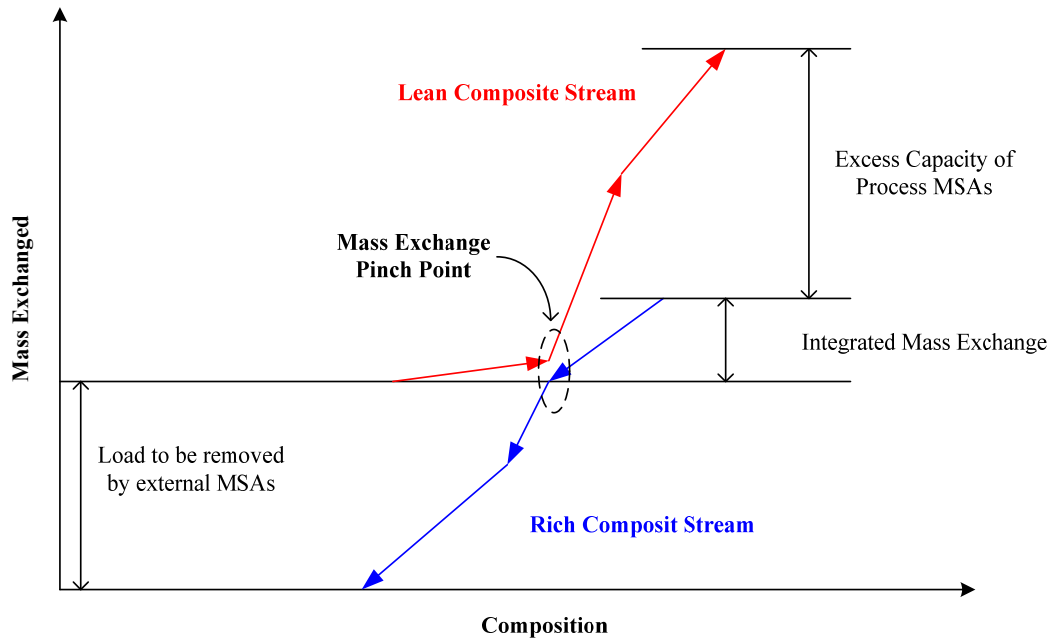 Lean Composite Stream
Excess Capacity of
Process MSAs
Mass Exchange
Pinch Point
Mass Exchanged
Integrated Mass Exchange
Load to be removed
by external MSAs
Rich Composit Stream
Composition